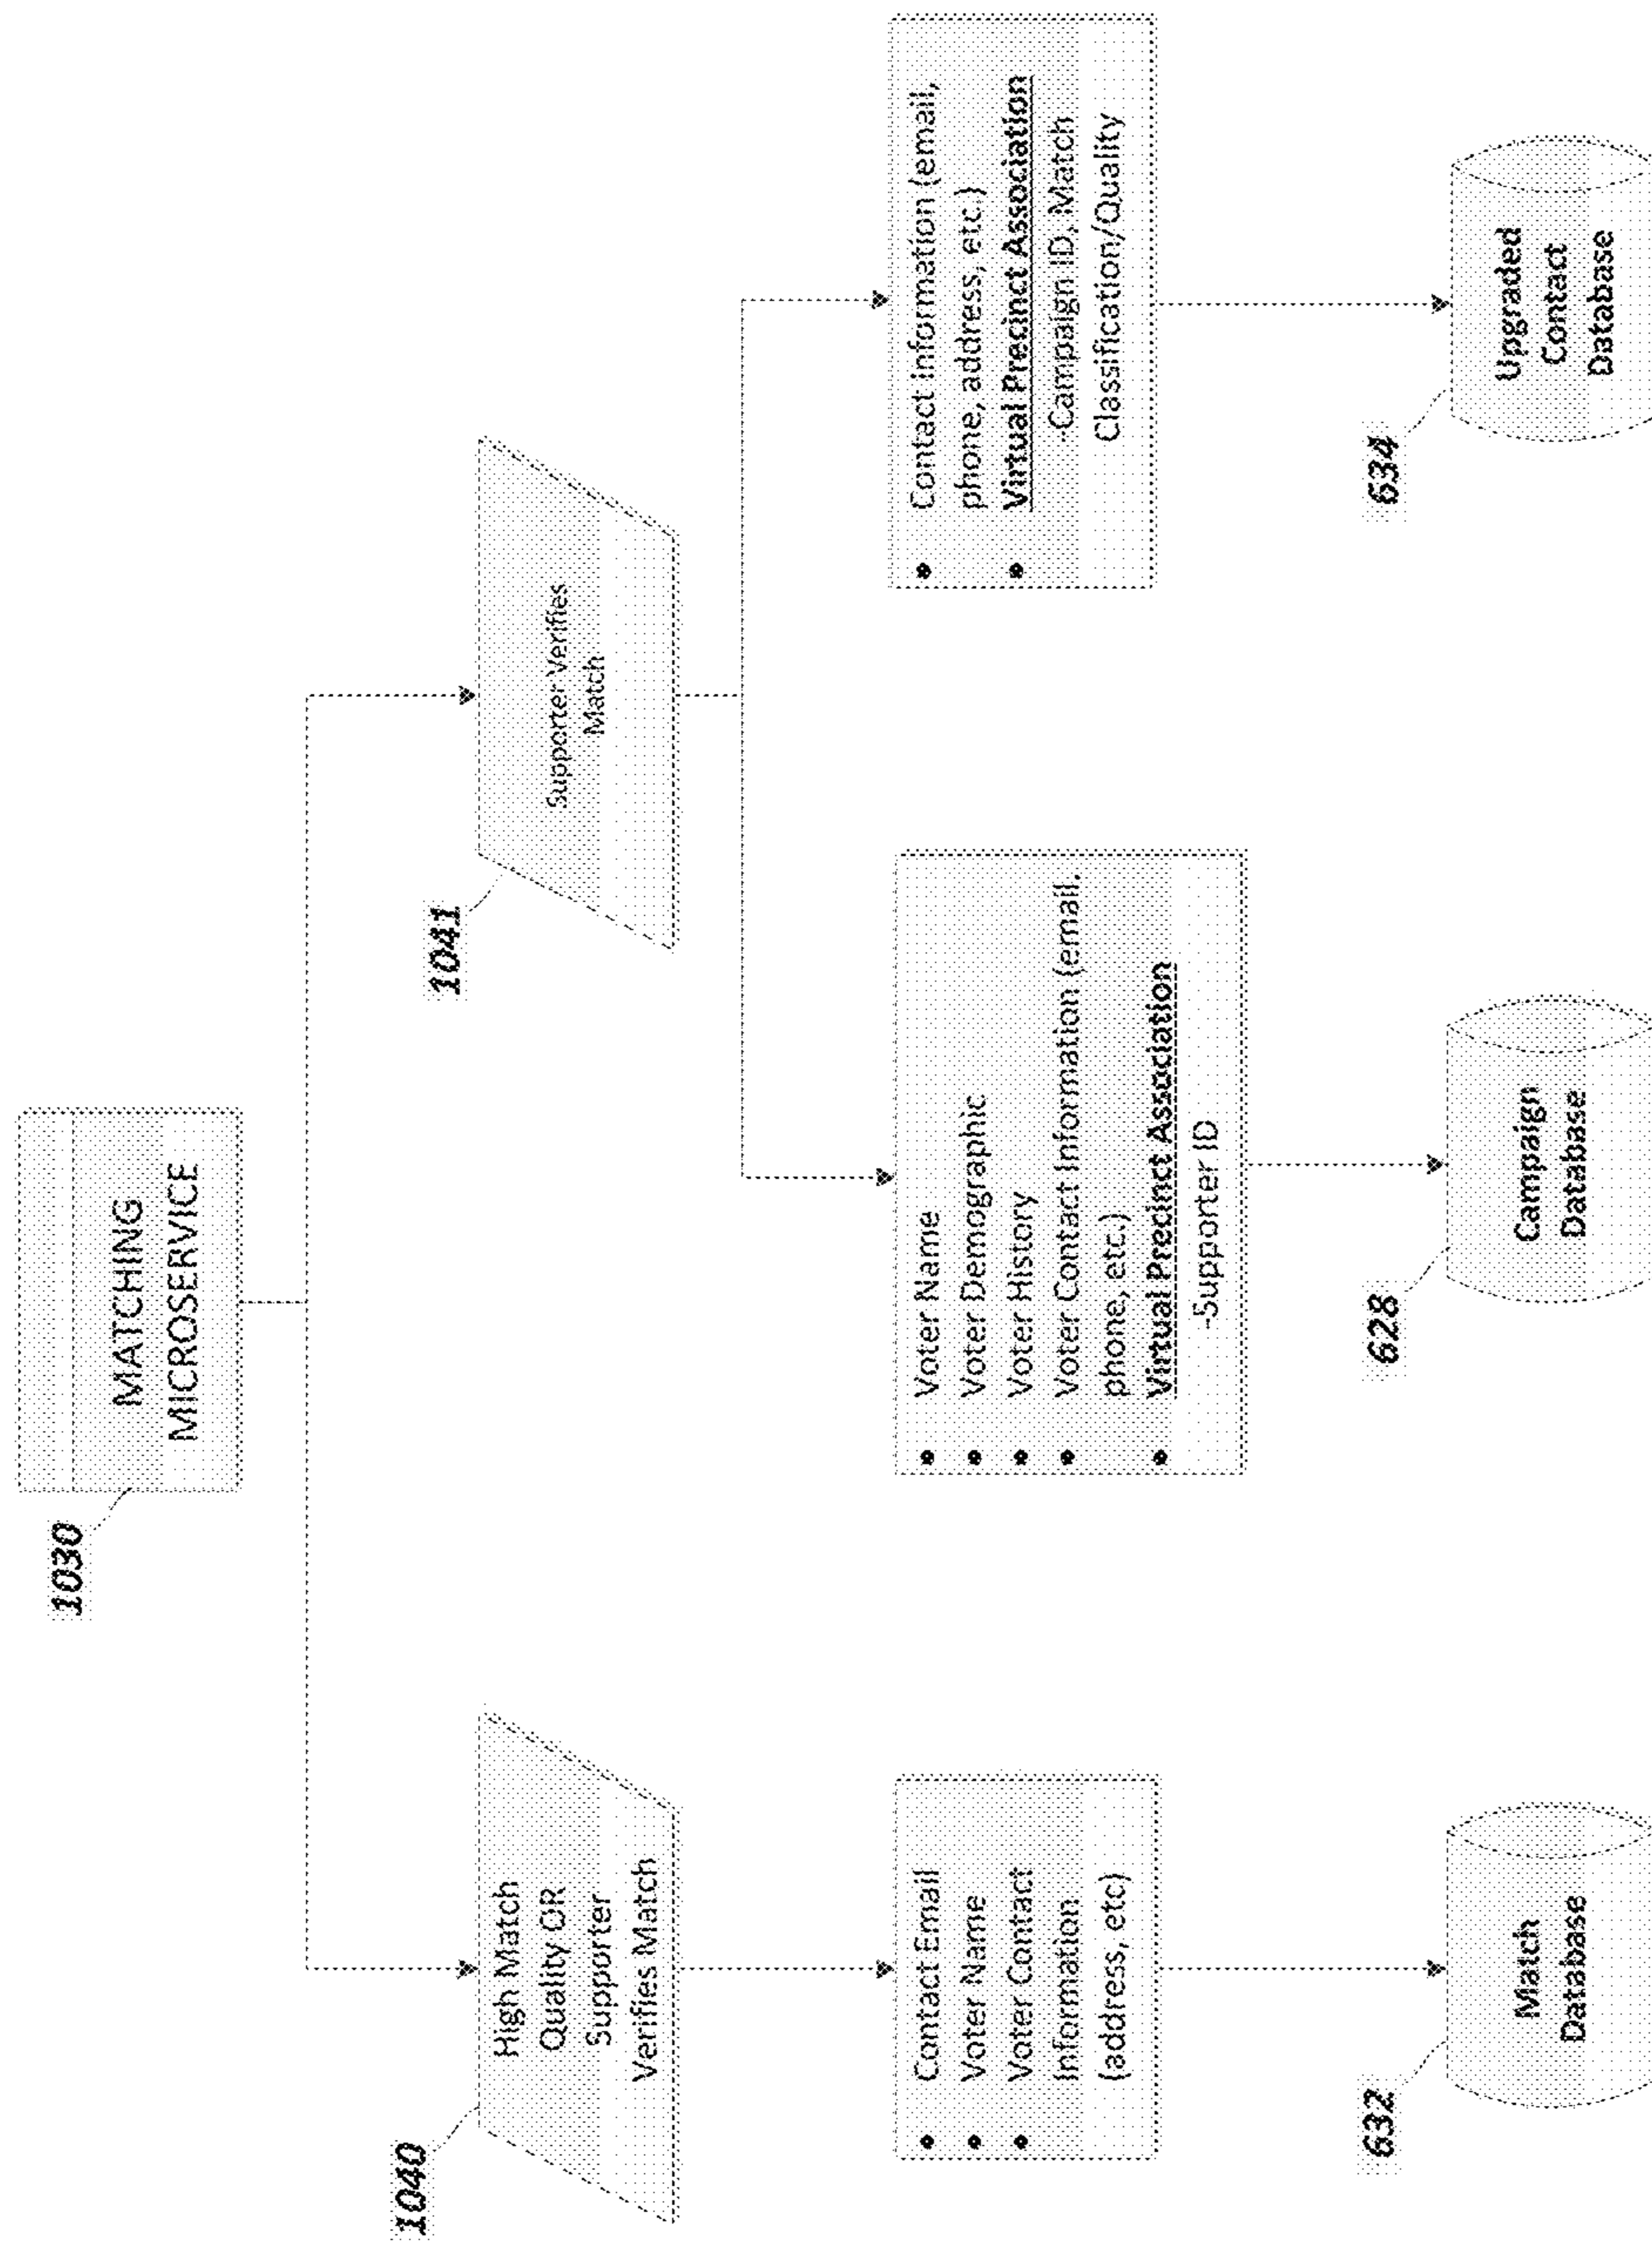 1030
MATCHING
MICROSERVICE
1040
High Match
Quality OR
Supporter
Verifies Match
1041
Supporter Verifies
Match
• Contact Email
• Voter Name
• Voter Contact
Information
(address, etc)
• Voter Name
• Voter Demographic
• Voter History
• Voter Contact Information (email,
phone, etc.)
• Virtual Precinct Association
-Supporter ID
• Contact information (email,
phone, address, etc.)
• Virtual Precinct Association
-Campaign ID, Match
Classification/Quality
632
Match
Database
628
Campaign
Database
634
Upgraded
Contact
Database